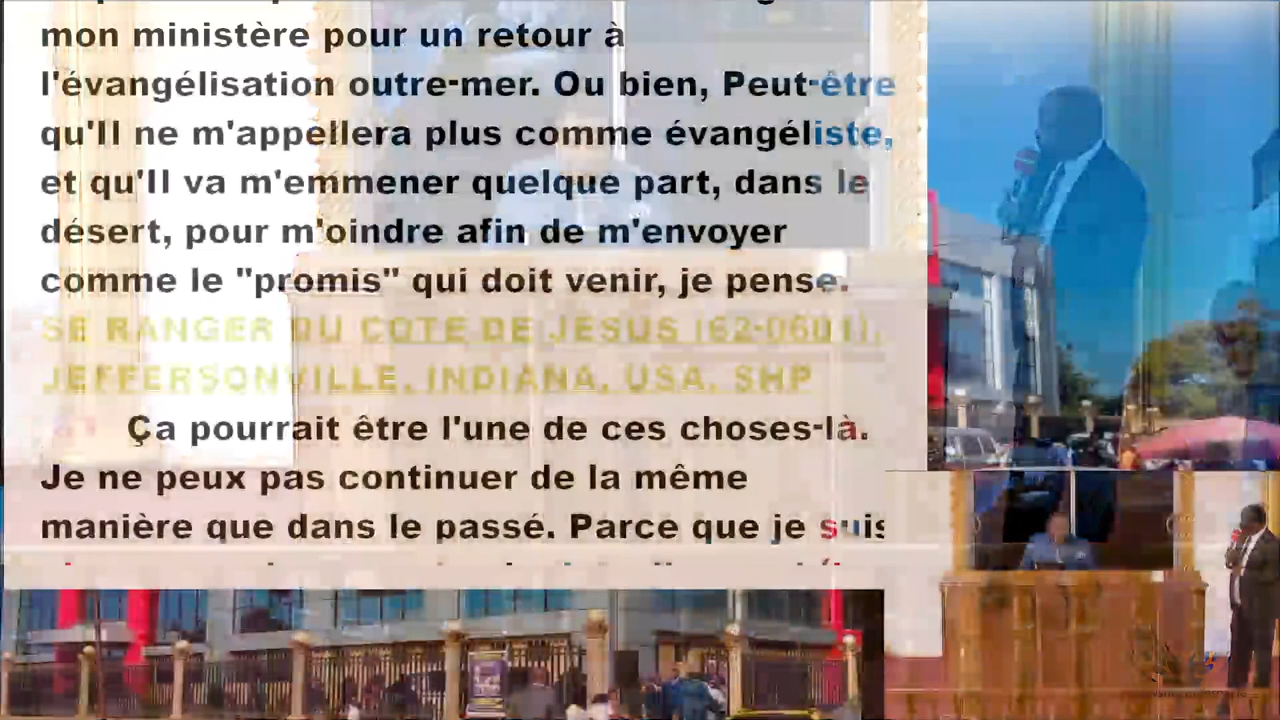 mon ministère pour un retour à
l'évangélisation outre-mer. Ou bien, Peut-être
qu'Il ne m'appellera plus comme évangéliste,
et qu'Il va m'emmener quelque part, dans le
désert, pour m'oindre afin de m'envoyer
comme le "promis" qui doit venir, je pense.
SE RANGER DU COTE DE JESUS (62-0601),
JEFFERSONVILLE, INDIANA, USA, SHP
Ça pourrait être l'une de ces choses-là.
Je ne peux pas continuer de la même
manière que dans le passé. Parce que je suis